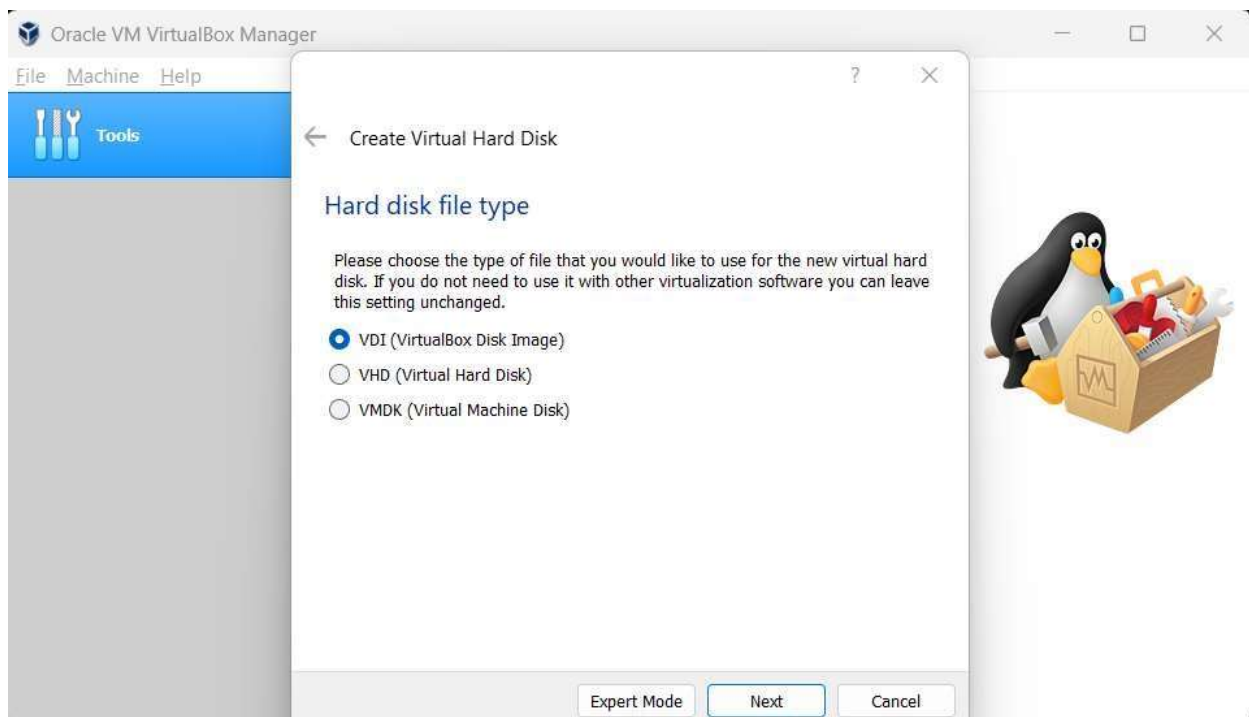 Oracle VM VirtualBox Manager
File Machine Help
?
Tools
Create Virtual Hard Disk
Hard disk file type
Please choose the type of file that you would like to use for the new virtual hard
disk. If you do not need to use it with other virtualization software you can leave
this setting unchanged.
VDI (VirtualBox Disk Image)
VHD (Virtual Hard Disk)
VMDK (Virtual Machine Disk)
Expert Mode Next Cancel